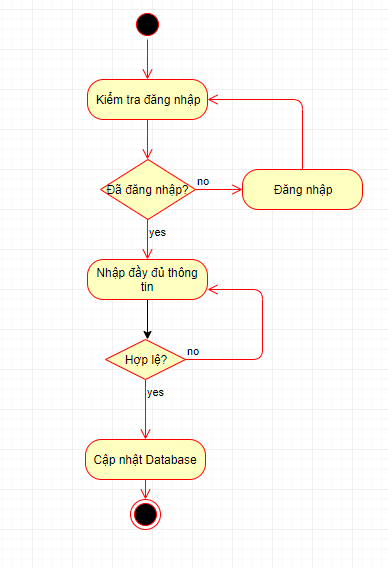 Kiểm tra đăng nhập
Đã đăng nhập?
no
Đăng nhập
yes
Nhập đầy đủ thông
tin
Hợp lệ?
no
yes
Cập nhật Database